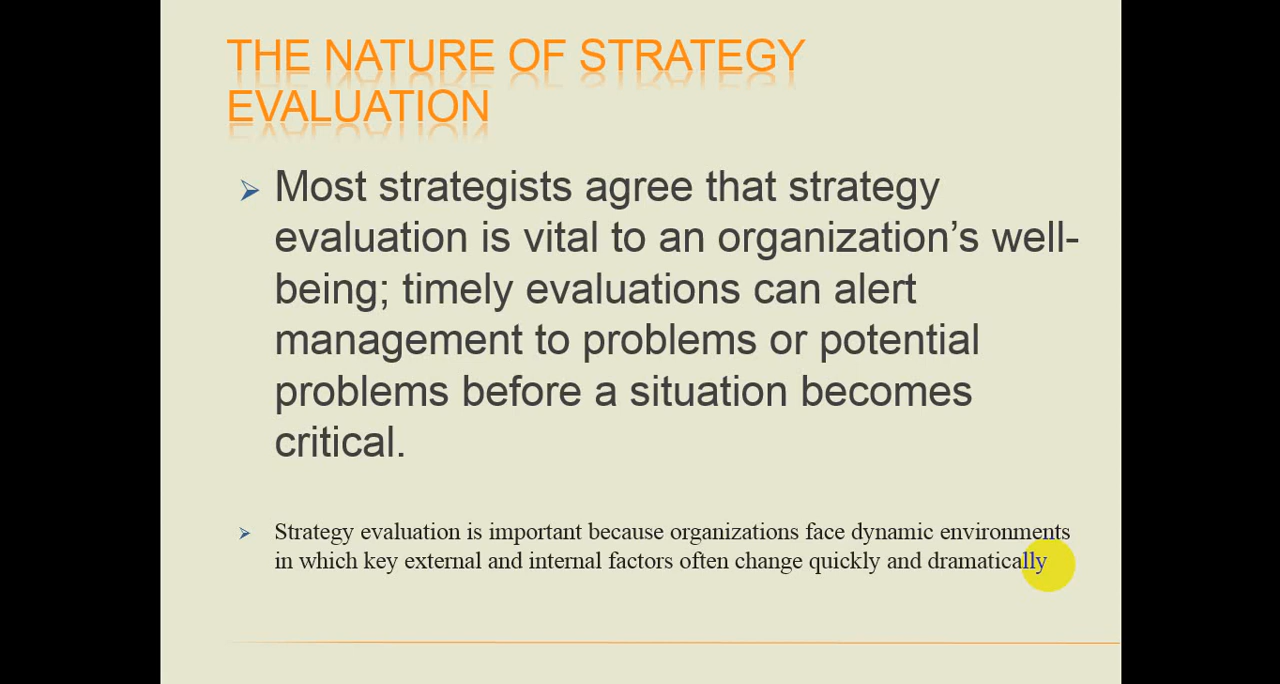 THE NATURE OF STRATEGY
EVALUATION
Most strategists agree that strategy
evaluation is vital to an organization’s well-
being; timely evaluations can alert
management to problems or potential
problems before a situation becomes
critical.
Strategy evaluation is important because organizations face dynamic environments
in which key external and internal factors often change quickly and dramatically